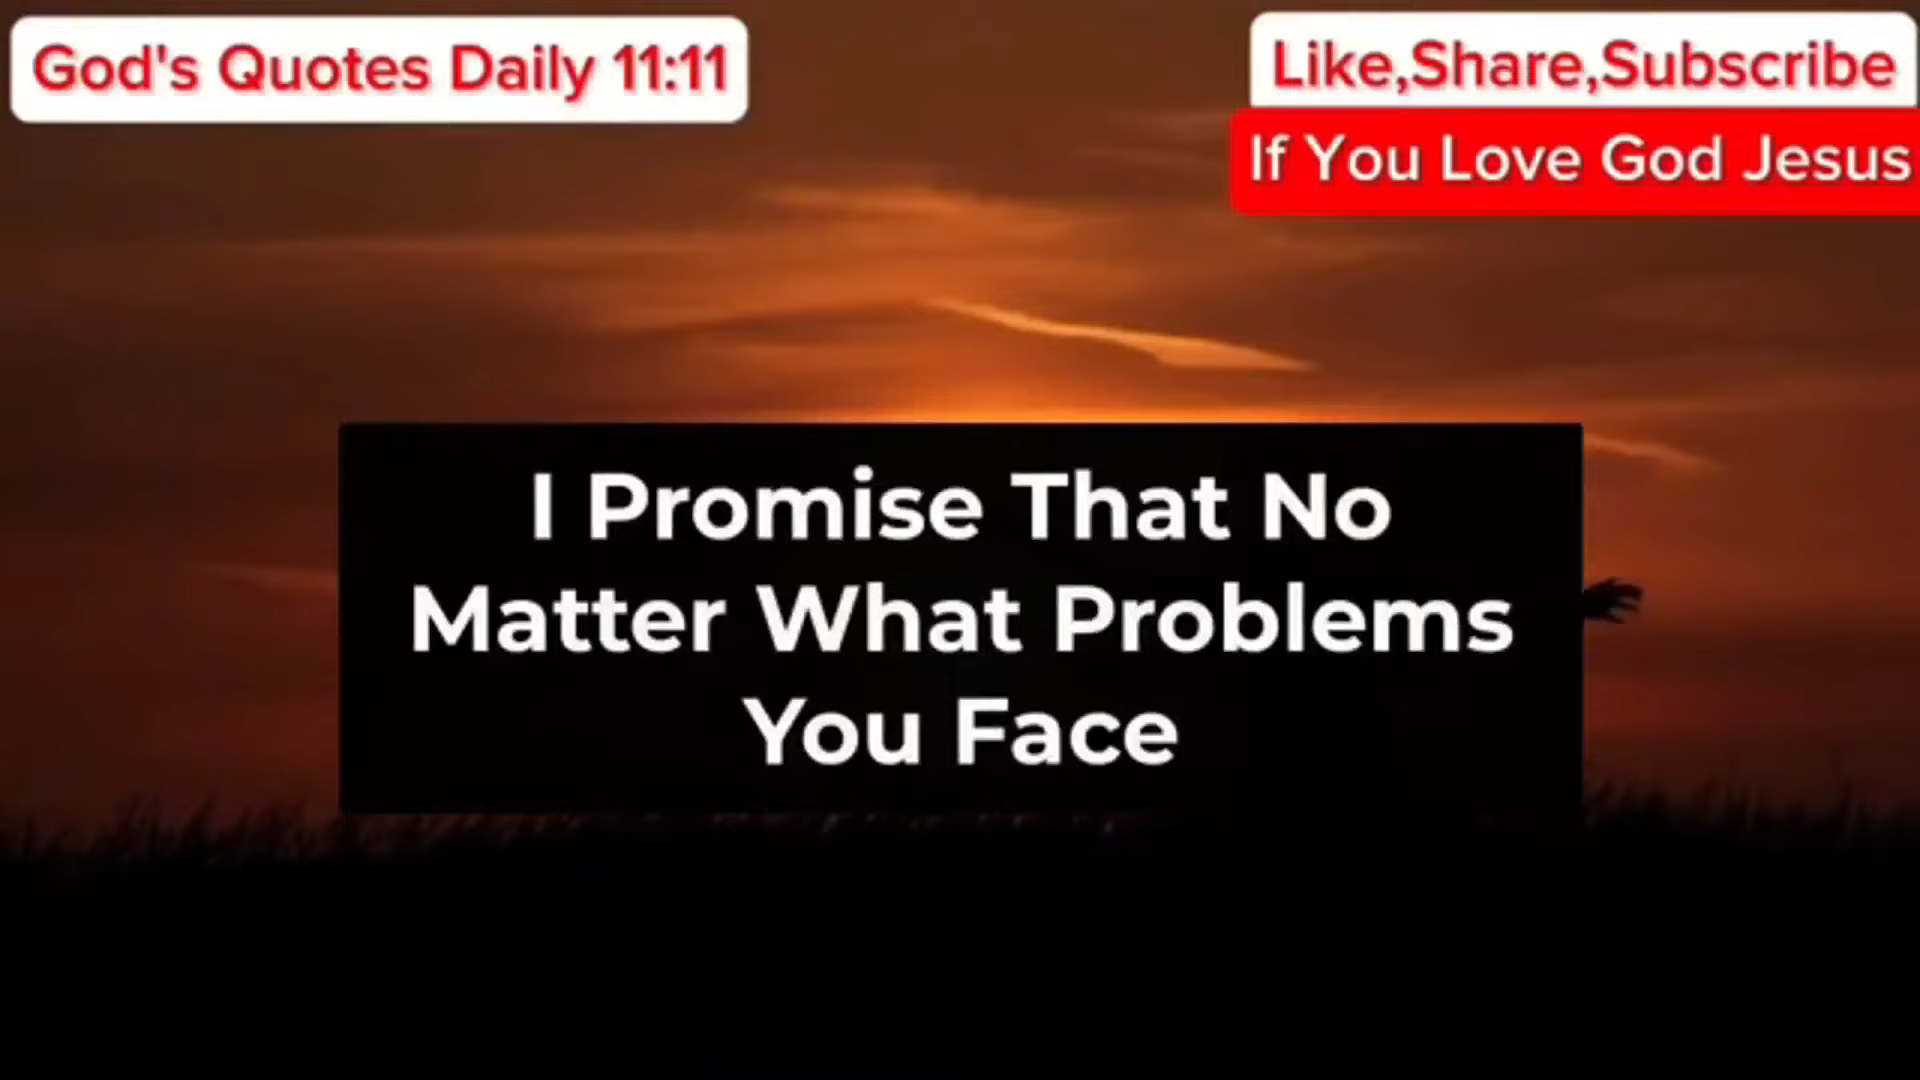 God's Quotes Daily 11:11
Like,Share,Subscribe
If You Love God Jesus
I Promise That No
Matter What Problems
You Face